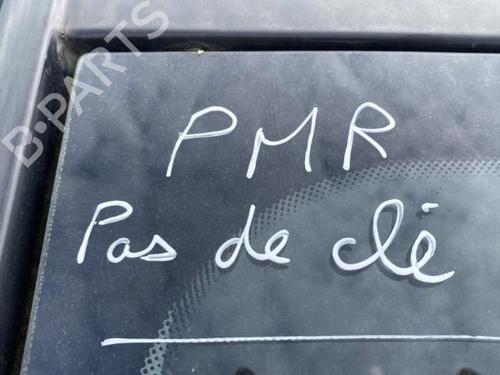 B-PARTS
PMR
Pas de clé